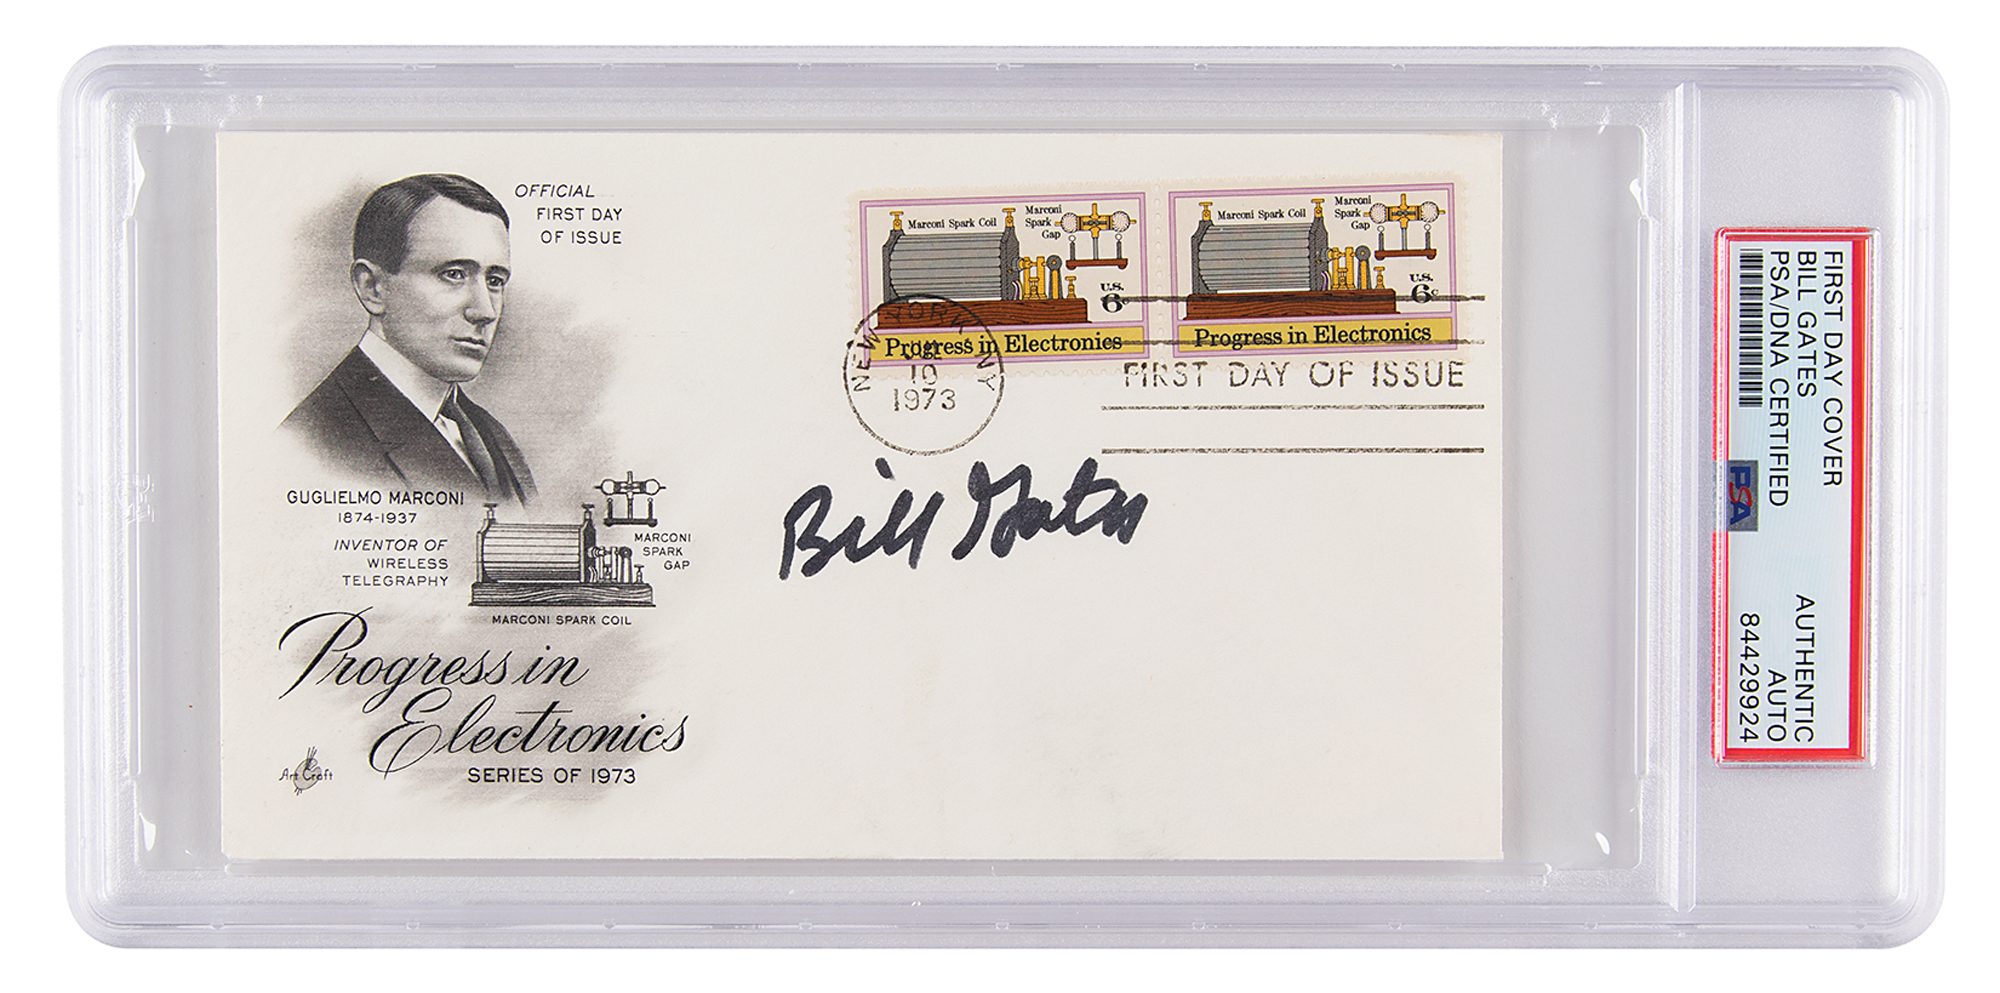 OFFICIAL
FIRST DAY
OF ISSUE
GUGLIELMO MARCONI
1874-1937
INVENTOR OF
WIRELESS
TELEGRAPHY
MARCONI
SPARK
GAP
MARCONI SPARK COIL
Progress in
Electronics
SERIES OF 1973
Art Craft
Marconi Spark Coil
Marconi
Spark
Gap
U.S.
6c
Progress in Electronics
Marconi Spark Coil
Marconi
Spark
Gap
U.S.
6c
Progress in Electronics
NEW YORK NY
10
1973
FIRST DAY OF ISSUE
Bill Gates
FIRST DAY COVER
BILL GATES
PSA/DNA CERTIFIED
PSA
AUTHENTIC
AUTO
84429924